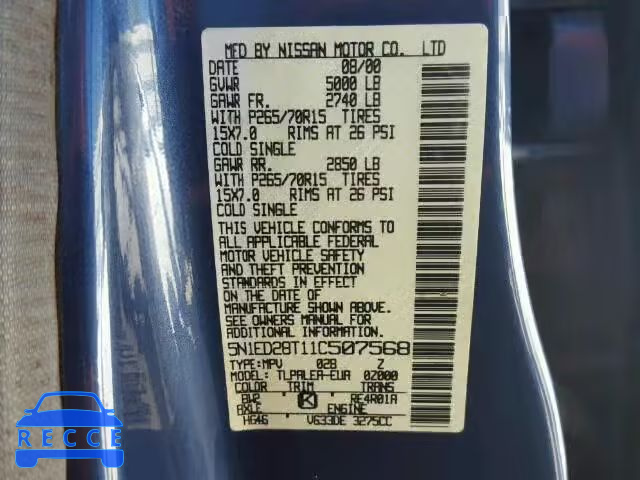 MFD BY NISSAN MOTOR CO. LTD
DATE 08/00
GVWR 5000 LB
GAWR FR. 2740 LB
WITH P265/70R15 TIRES
15X7.0 RIMS AT 26 PSI
COLD SINGLE
GAWR RR. 2850 LB
WITH P265/70R15 TIRES
15X7.0 RIMS AT 26 PSI
COLD SINGLE
THIS VEHICLE CONFORMS TO
ALL APPLICABLE FEDERAL
MOTOR VEHICLE SAFETY
AND THEFT PREVENTION
STANDARDS IN EFFECT
ON THE DATE OF
MANUFACTURE SHOWN ABOVE.
SEE OWNERS MANUAL FOR
5N1ED28T11C507568
TYPE:MPV 028 Z
MODEL: TLPALEA-EUA 02000
COLOR TRIM TRANS
BW2 K RE4R01A
AXLE ENGINE
HG46 VG33DE 3275CC